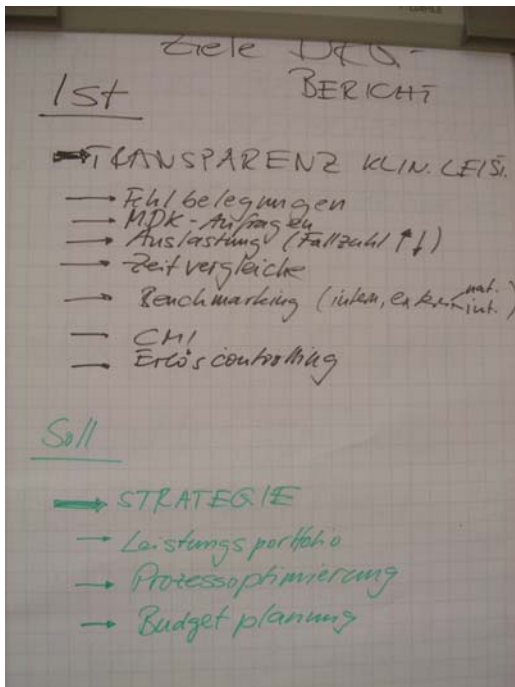 Ziele DRG-
BERICHT
Ist
→ TRANSPARENZ KLIN. LEIST.
→ Fehlbelegungen
→ MDK-Anfragen
→ Auslastung (Fallzahl ↑↓)
→ Zeitvergleiche
→ Benchmarking (intern, extern nat. int.)
→ CMI
→ Erlöscontrolling
Soll
→ STRATEGIE
→ Leistungsportfolio
→ Prozessoptimierung
→ Budgetplanung